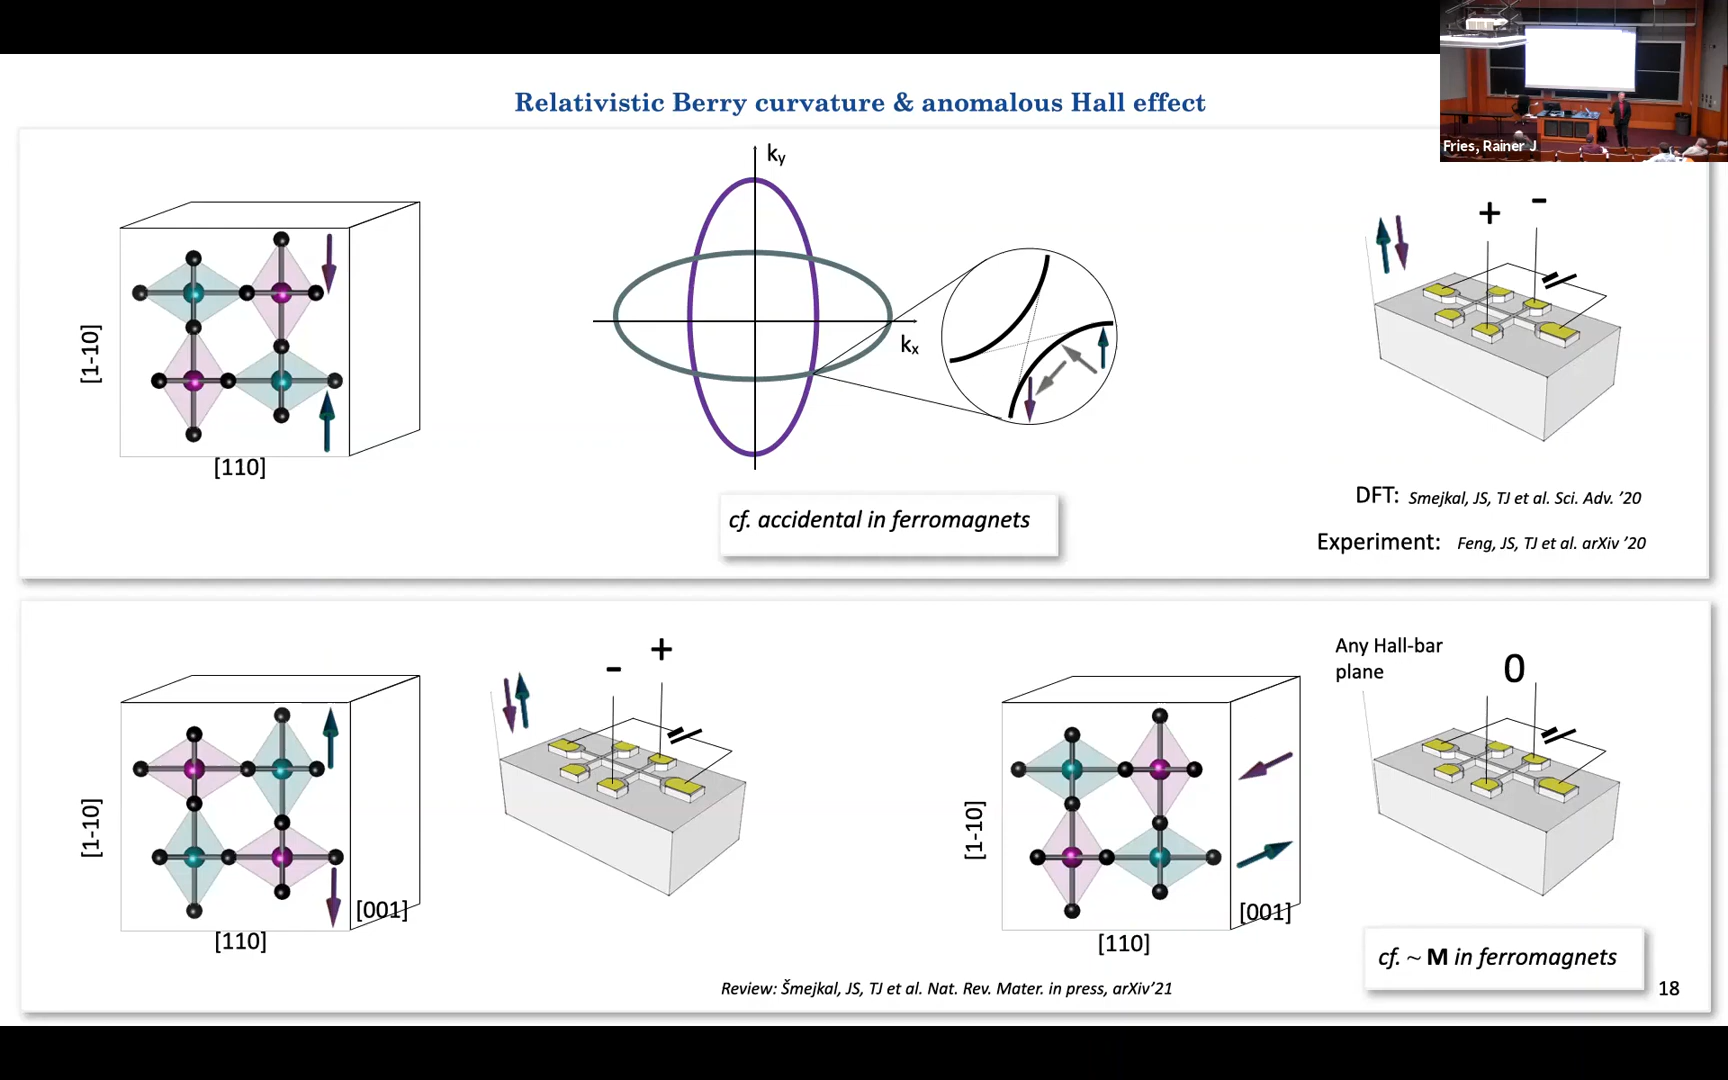 Relativistic Berry curvature & anomalous Hall effect
Fries, Rainer J
ky
kx
[1-10]
[110]
+ -
cf. accidental in ferromagnets
DFT: Smejkal, JS, TJ et al. Sci. Adv. ’20
Experiment: Feng, JS, TJ et al. arXiv ’20
- +
[1-10]
[001]
[110]
Any Hall-bar
plane
0
[1-10]
[001]
[110]
cf. ~ M in ferromagnets
Review: Šmejkal, JS, TJ et al. Nat. Rev. Mater. in press, arXiv’21
18